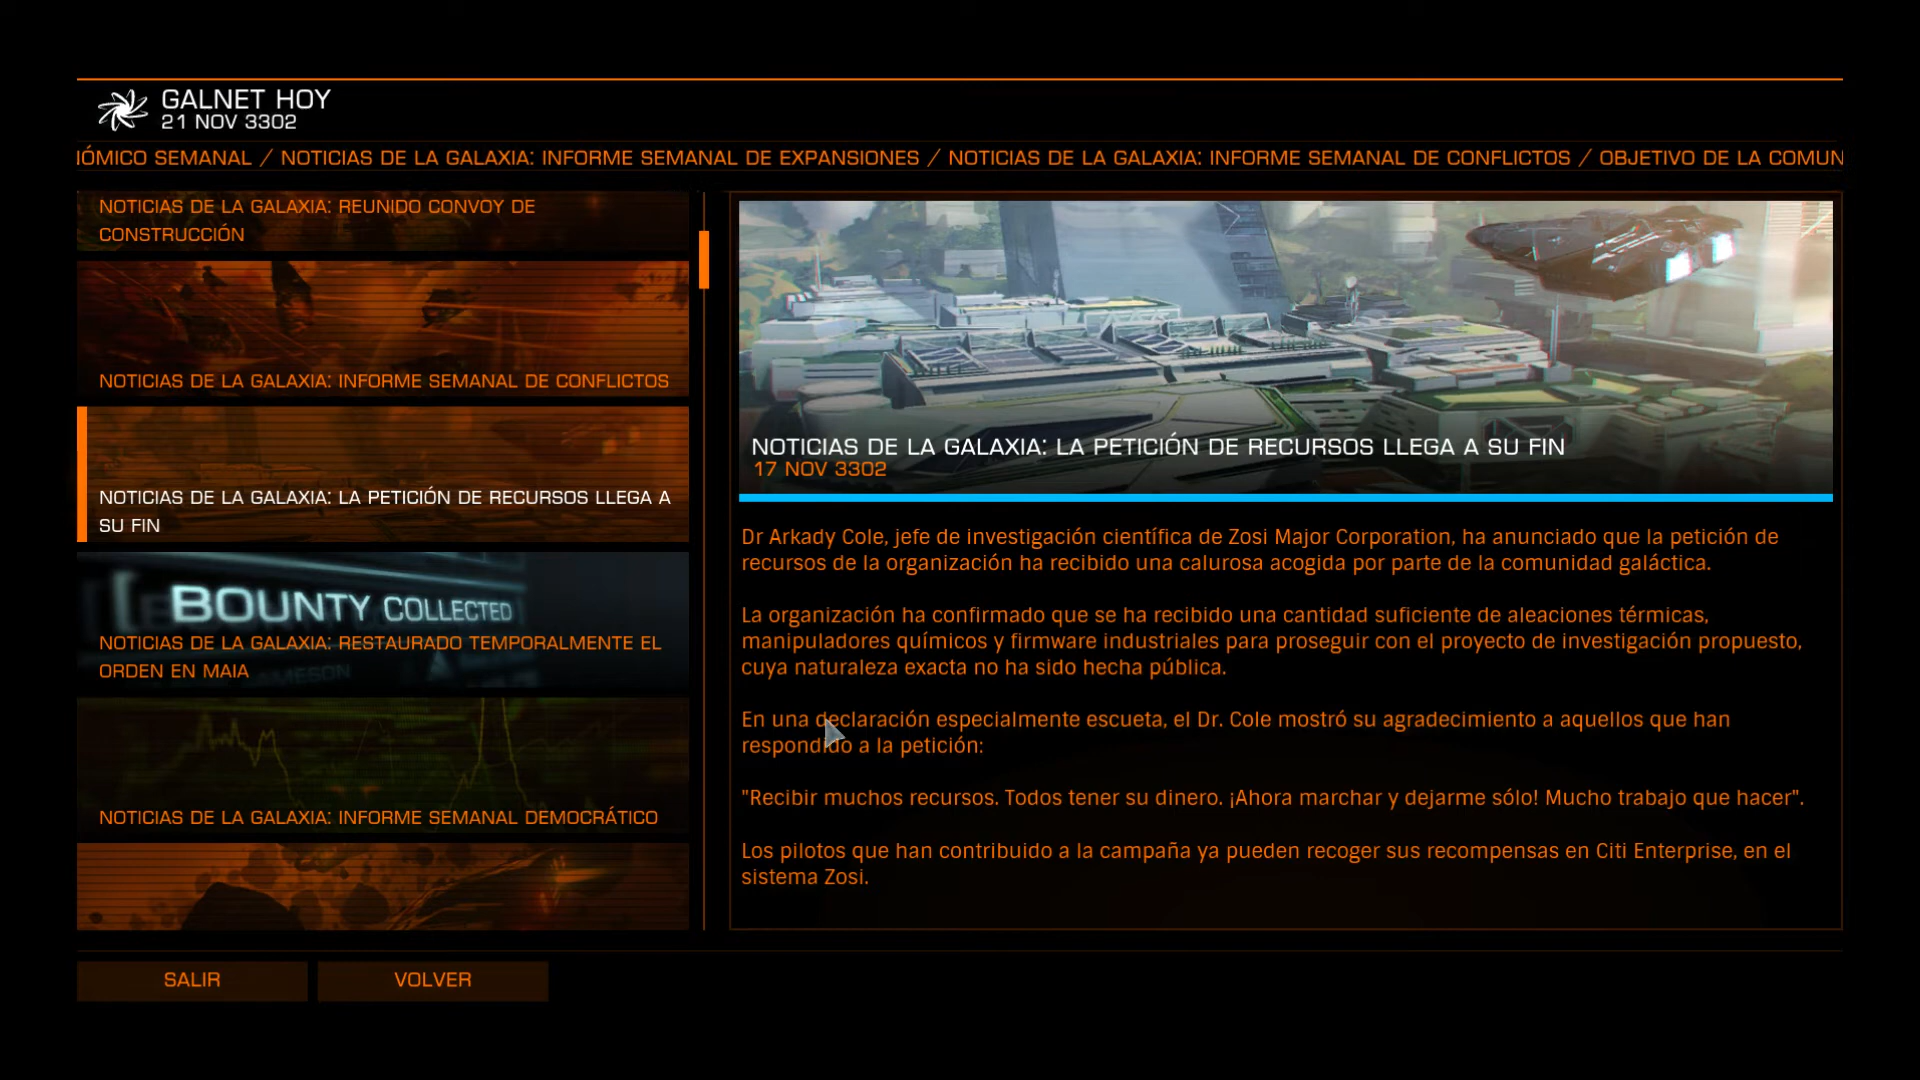 GALNET HOY
21 NOV 3302
NÓMICO SEMANAL / NOTICIAS DE LA GALAXIA: INFORME SEMANAL DE EXPANSIONES / NOTICIAS DE LA GALAXIA: INFORME SEMANAL DE CONFLICTOS / OBJETIVO DE LA COMUN
NOTICIAS DE LA GALAXIA: REUNIDO CONVOY DE
CONSTRUCCIÓN
NOTICIAS DE LA GALAXIA: INFORME SEMANAL DE CONFLICTOS
NOTICIAS DE LA GALAXIA: LA PETICIÓN DE RECURSOS LLEGA A
SU FIN
BOUNTY COLLECTED
NOTICIAS DE LA GALAXIA: RESTAURADO TEMPORALMENTE EL
ORDEN EN MAIA
JAMESON
NOTICIAS DE LA GALAXIA: INFORME SEMANAL DEMOCRÁTICO
NOTICIAS DE LA GALAXIA: LA PETICIÓN DE RECURSOS LLEGA A SU FIN
17 NOV 3302
Dr Arkady Cole, jefe de investigación científica de Zosi Major Corporation, ha anunciado que la petición de
recursos de la organización ha recibido una calurosa acogida por parte de la comunidad galáctica.
La organización ha confirmado que se ha recibido una cantidad suficiente de aleaciones térmicas,
manipuladores químicos y firmware industriales para proseguir con el proyecto de investigación propuesto,
cuya naturaleza exacta no ha sido hecha pública.
En una declaración especialmente escueta, el Dr. Cole mostró su agradecimiento a aquellos que han
respondido a la petición:
"Recibir muchos recursos. Todos tener su dinero. ¡Ahora marchar y dejarme sólo! Mucho trabajo que hacer".
Los pilotos que han contribuido a la campaña ya pueden recoger sus recompensas en Citi Enterprise, en el
sistema Zosi.
SALIR
VOLVER